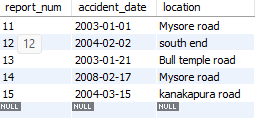 report_num accident_date location
11 2003-01-01 Mysore road
12 12 2004-02-02 south end
13 2003-01-21 Bull temple road
14 2008-02-17 Mysore road
15 2004-03-15 kanakapura road
NULL NULL NULL